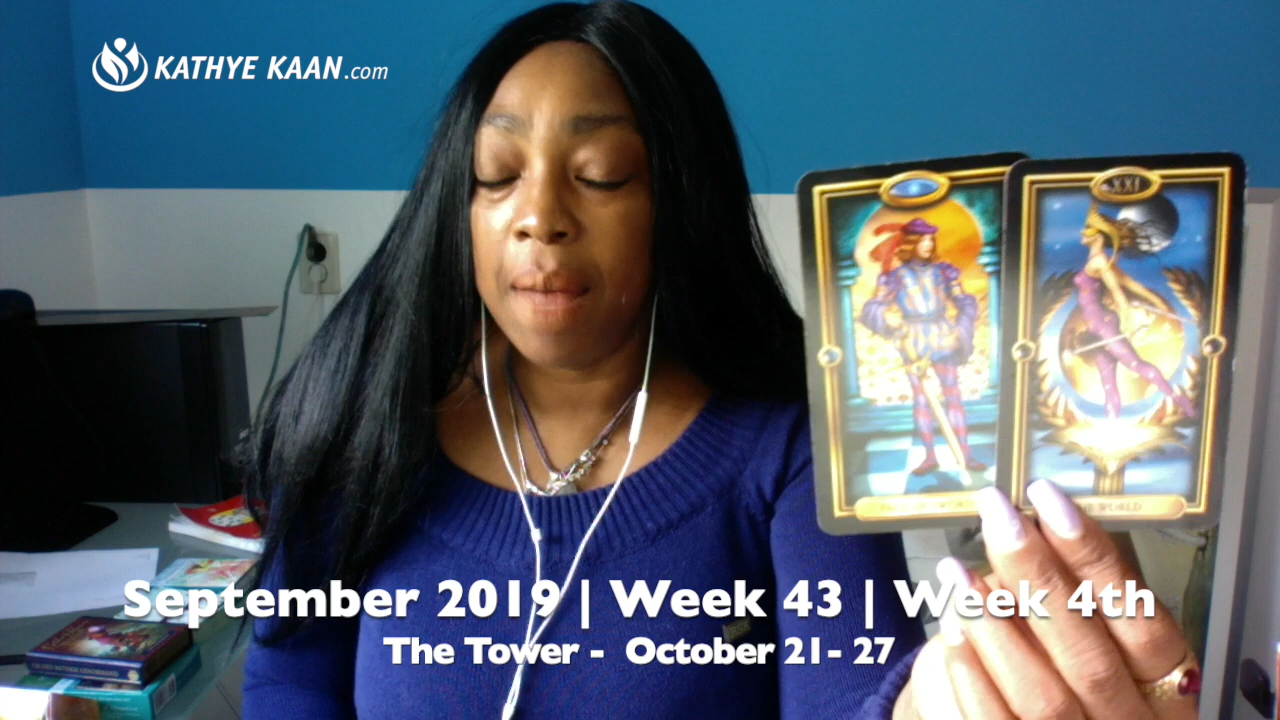 KATHYE KAAN.com
XXI
THE WORLD
September 2019 | Week 43 | Week 4th
The Tower - October 21- 27